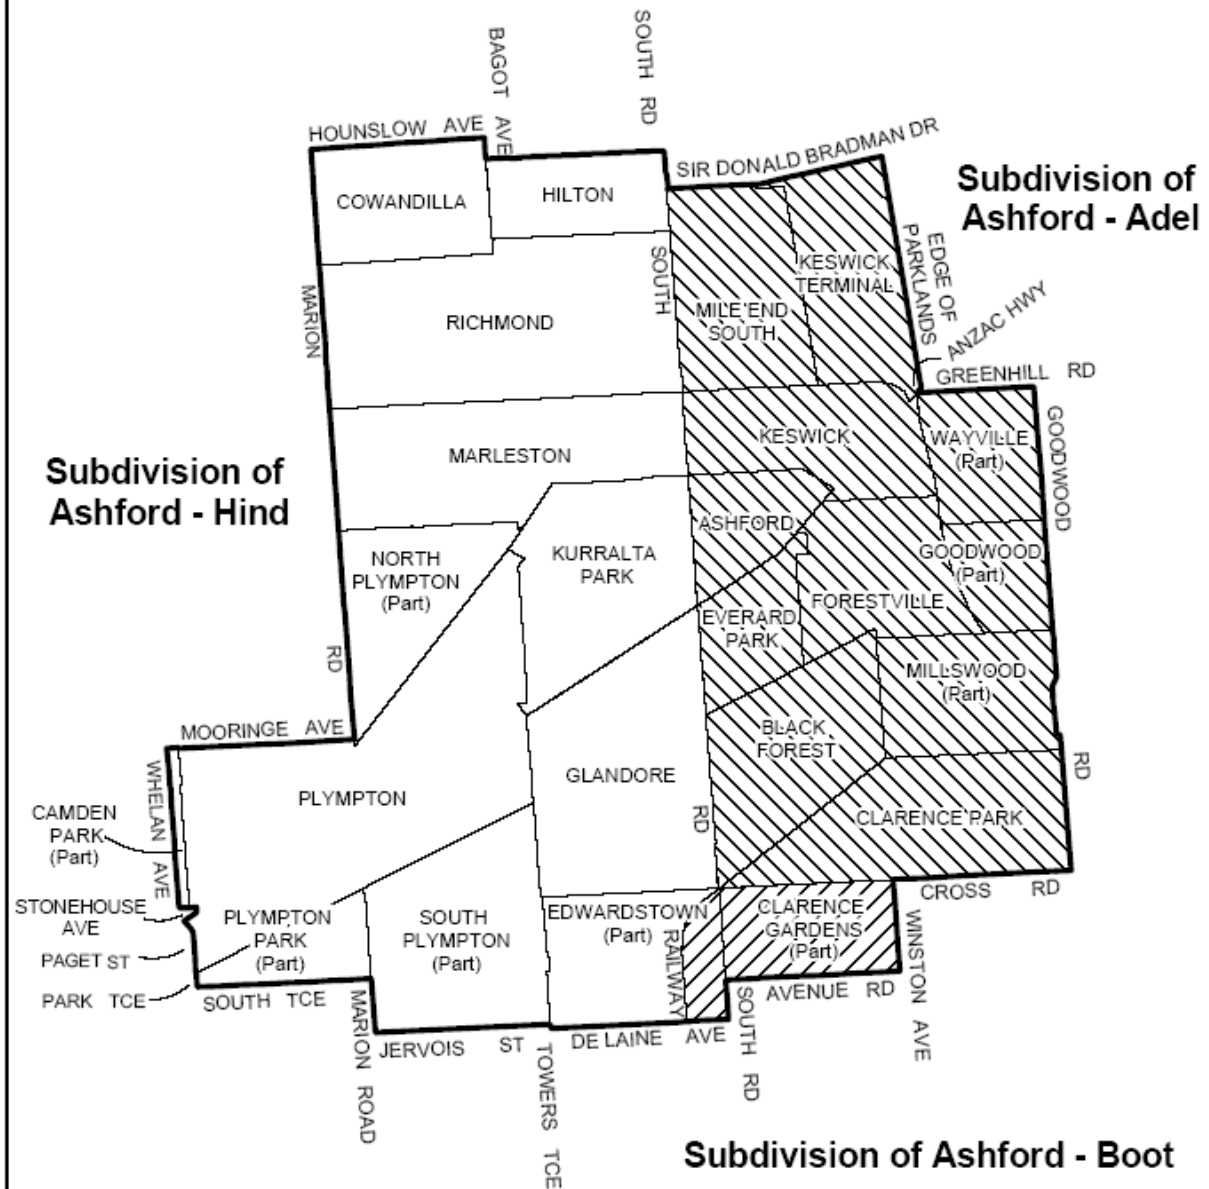 SOUTH RD
BAGOT AVE
HOUNSLOW AVE
SIR DONALD BRADMAN DR
Subdivision of
Ashford - Adel
COWANDILLA
HILTON
EDGE OF
PARKLANDS
KESWICK
TERMINAL
SOUTH
MARION
RICHMOND
MILE END
SOUTH
ANZAC HWY
GREENHILL RD
GOODWOOD
KESWICK
WAYVILLE
(Part)
MARLESTON
Subdivision of
Ashford - Hind
ASHFORD
NORTH
PLYMPTON
(Part)
KURRALTA
PARK
GOODWOOD
(Part)
FORESTVILLE
EVERARD
PARK
RD
MILLSWOOD
(Part)
MOORINGE AVE
BLACK
FOREST
RD
WHELAN AVE
GLANDORE
PLYMPTON
CAMDEN
PARK
(Part)
RD
CLARENCE PARK
CROSS RD
STONEHOUSE
AVE
PLYMPTON
PARK
(Part)
SOUTH
PLYMPTON
(Part)
EDWARDSTOWN
(Part)
RAILWAY
CLARENCE
GARDENS
(Part)
WINSTON AVE
PAGET ST
PARK TCE
SOUTH TCE
MARION ROAD
SOUTH RD
AVENUE RD
JERVOIS ST
TOWERS TCE
DE LAINE AVE
Subdivision of Ashford - Boot